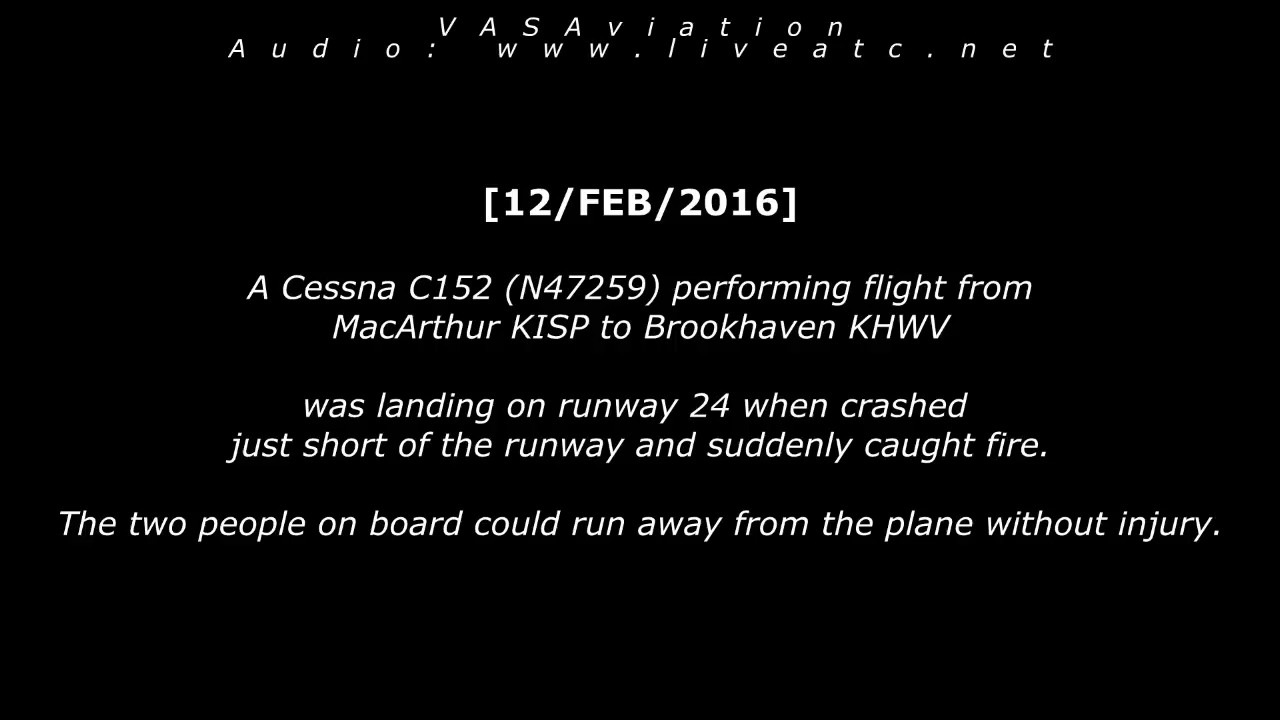 VASAviation
Audio: www.liveatc.net
[12/FEB/2016]
A Cessna C152 (N47259) performing flight from
MacArthur KISP to Brookhaven KHWV
was landing on runway 24 when crashed
just short of the runway and suddenly caught fire.
The two people on board could run away from the plane without injury.